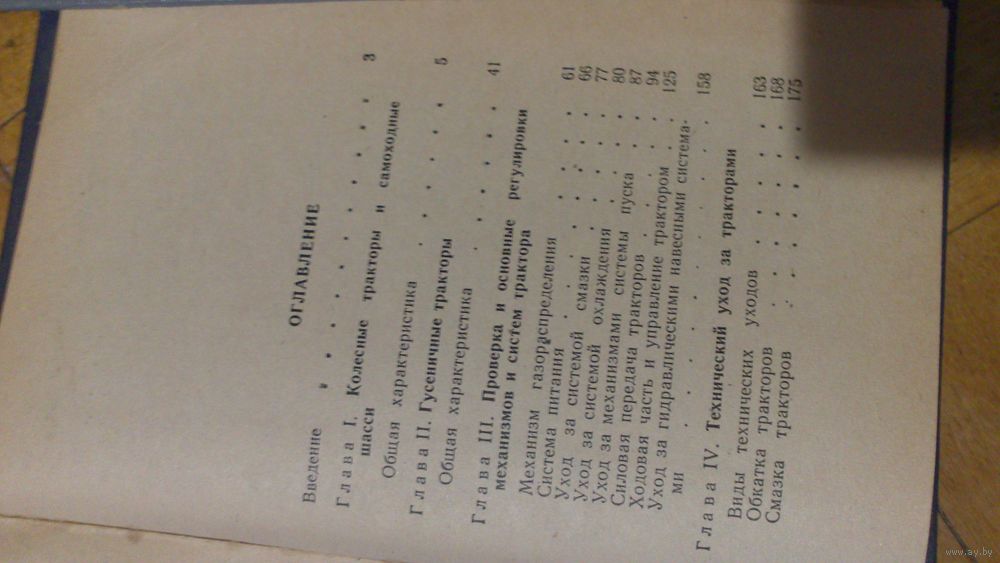 ОГЛАВЛЕНИЕ
Введение . . . . . . . . 3
Глава I. Колесные тракторы и самоходные
шасси
Общая характеристика . . . . . 5
Глава II. Гусеничные тракторы
Общая характеристика . . . . . 41
Глава III. Проверка и основные регулировки
механизмов и систем трактора
Механизм газораспределения . . . . 61
Система питания . . . . . . 66
Уход за системой смазки . . . . . 77
Уход за системой охлаждения . . . . 80
Уход за механизмами системы пуска . . 87
Силовая передача тракторов . . . . 94
Ходовая часть и управление трактором . 125
Уход за гидравлическими навесными система-
ми . . . . . . . . 158
Глава IV. Технический уход за тракторами
Виды технических уходов . . . . . 163
Обкатка тракторов . . . . . . 168
Смазка тракторов . . . . . . 175
www.ay.by